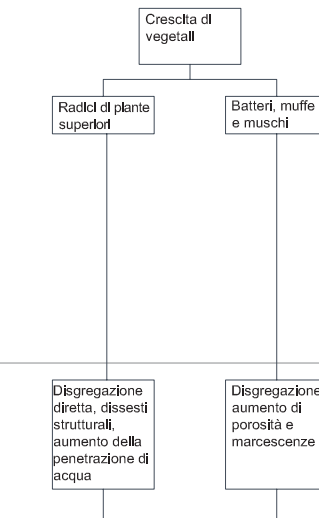 Crescita di
vegetali
Radici di piante
superiori
Batteri, muffe
e muschi
Disgregazione
diretta, dissesti
strutturali,
aumento della
penetrazione di
acqua
Disgregazione
aumento di
porosità e
marcescenze